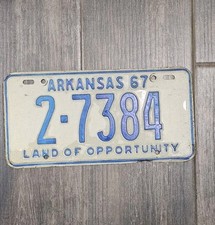 ARKANSAS 67
2-7384
LAND OF OPPORTUNITY